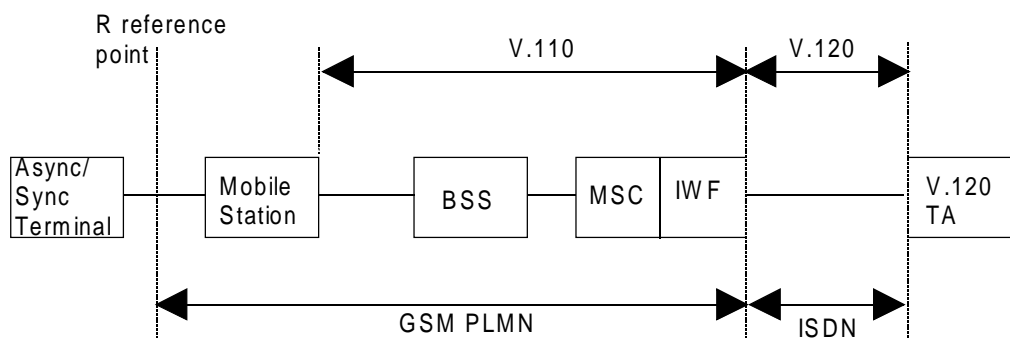 R reference
point
V.110
V.120
Async/
Sync
Terminal
Mobile
Station
BSS
MSC
IWF
V.120
TA
GSM PLMN
ISDN